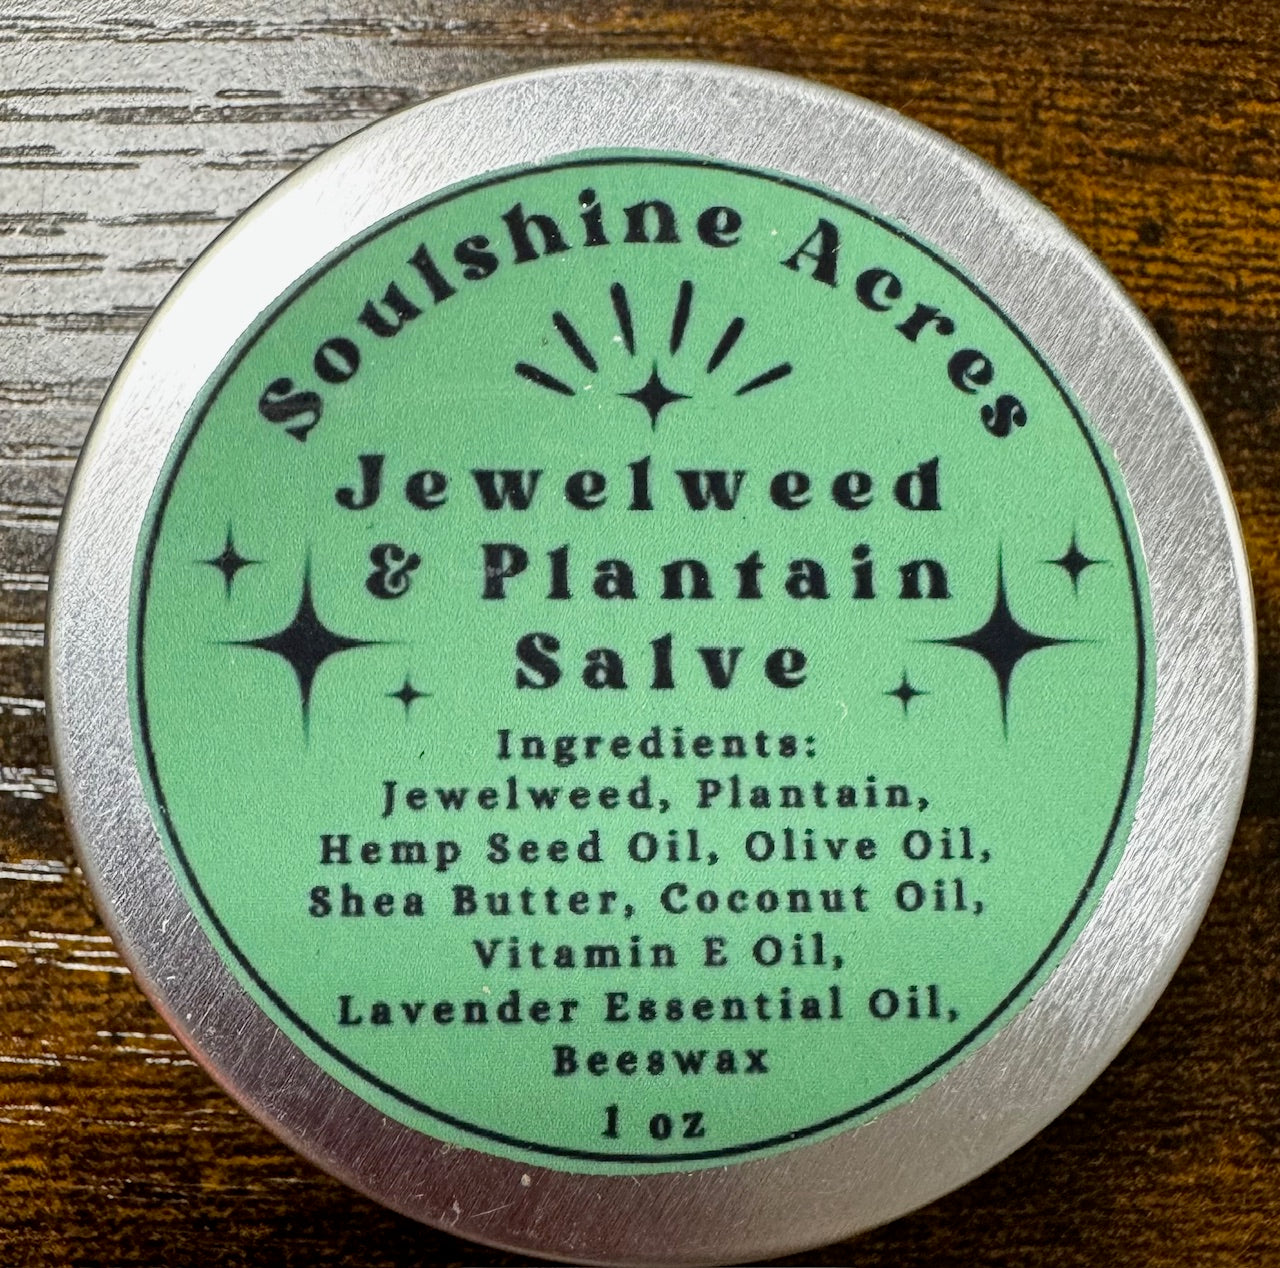 Soulshine Acres
Jewelweed
& Plantain
Salve
Ingredients:
Jewelweed, Plantain,
Hemp Seed Oil, Olive Oil,
Shea Butter, Coconut Oil,
Vitamin E Oil,
Lavender Essential Oil,
Beeswax
1 oz